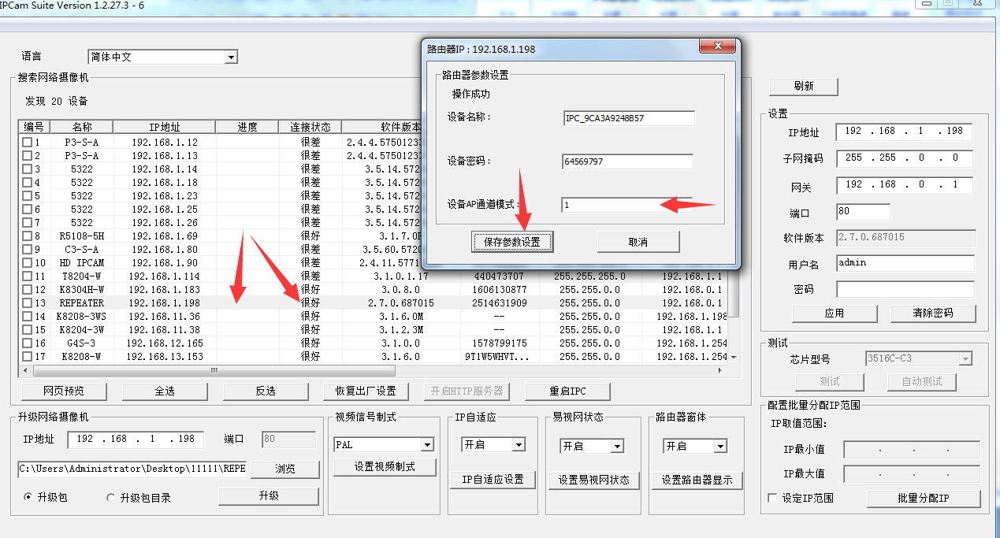 IPCam Suite Version 1.2.27.3 - 6
语言 简体中文
搜索网络摄像机
发现 20 设备
编号 名称 IP地址 进度 连接状态 软件版本
1 P3-S-A 192.168.1.12 很差 2.4.4.5750123
2 P3-S-A 192.168.1.13 很差 2.4.4.5750123
3 5322 192.168.1.14 很差 3.5.14.572
4 5322 192.168.1.18 很差 3.5.14.572
5 5322 192.168.1.23 很差 3.5.14.572
6 5322 192.168.1.25 很差 3.5.14.572
7 5322 192.168.1.26 很差 3.5.14.572
8 R5108-5H 192.168.1.69 很好 3.1.7.0
9 C3-S-A 192.168.1.80 很好 3.5.60.5720
10 HD IPCAM 192.168.1.90 很好 2.4.11.5771
11 T8204-W 192.168.1.114 很差 3.1.0.1.17 440473707 255.255.255.0 192.168.1.1
12 K8304H-W 192.168.1.183 很好 3.0.8.0 1606130877 255.255.0.0 192.168.0.1
13 REPEATER 192.168.1.198 很好 2.7.0.687015 2514631909 255.255.0.0 192.168.0.1
14 K8208-3WS 192.168.11.36 很好 3.1.6.0M -- 255.255.0.0 192.168.1.198
15 K8204-3W 192.168.11.38 很好 3.1.2.3M -- 255.255.0.0 192.168.1.1
16 G4S-3 192.168.12.165 很好 3.1.0.0 1578799175 255.255.0.0 192.168.1.254
17 K8208-W 192.168.13.153 很好 3.1.6.0 9T1W5WHVT... 255.255.0.0 192.168.1.254
网页预览 全选 反选 恢复出厂设置 开启HTTP服务器 重启IPC
路由器IP : 192.168.1.198
路由器参数设置
操作成功
设备名称： IPC_9CA3A9248B57
设备密码： 64569797
设备AP通道模式： 1
保存参数设置 取消
刷新
设置
IP地址 192 . 168 . 1 . 198
子网掩码 255 . 255 . 0 . 0
网关 192 . 168 . 0 . 1
端口 80
软件版本 2.7.0.687015
用户名 admin
密码
应用 清除密码
测试
芯片型号 3516C-C3
测试 自动测试
配置批量分配IP范围
IP取值范围:
IP最小值 . . .
IP最大值 . . .
设定IP范围 批量分配IP
升级网络摄像机
IP地址 192 . 168 . 1 . 198 端口 80
C:\Users\Administrator\Desktop\11111\REPE 浏览
升级包 升级包目录 升级
视频信号制式
PAL
设置视频制式
IP自适应
开启
IP自适应设置
易视网状态
开启
设置易视网状态
路由器窗体
开启
设置路由器显示